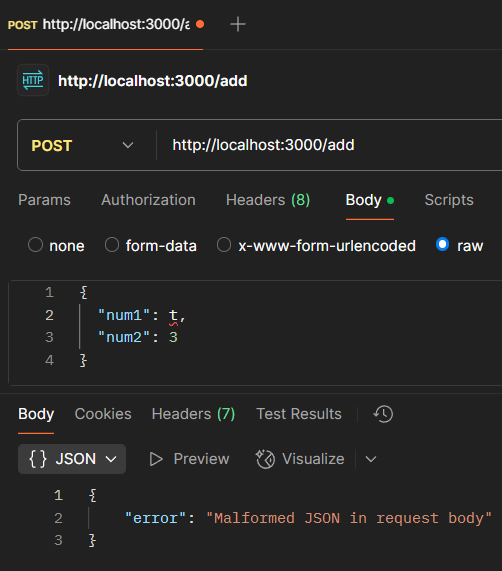 POST http://localhost:3000/a
HTTP http://localhost:3000/add
POST http://localhost:3000/add
Params Authorization Headers (8) Body Scripts
none form-data x-www-form-urlencoded raw
1 {
2 "num1": t,
3 "num2": 3
4 }
Body Cookies Headers (7) Test Results
{} JSON Preview Visualize
1 {
2 "error": "Malformed JSON in request body"
3 }